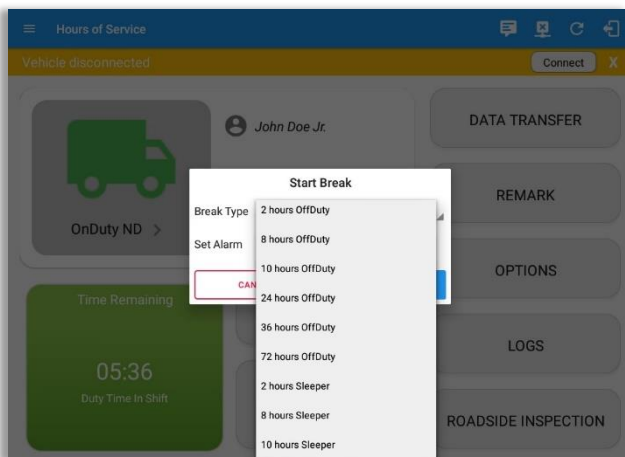 Hours of Service
Vehicle disconnected
Connect
X
John Doe Jr.
OnDuty ND >
DATA TRANSFER
REMARK
OPTIONS
LOGS
ROADSIDE INSPECTION
Start Break
Break Type
Set Alarm
CAN
2 hours OffDuty
8 hours OffDuty
10 hours OffDuty
24 hours OffDuty
36 hours OffDuty
72 hours OffDuty
2 hours Sleeper
8 hours Sleeper
10 hours Sleeper
Time Remaining
05:36
Duty Time In Shift